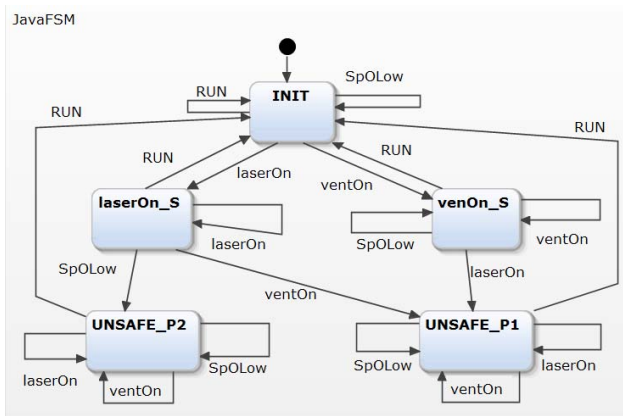 JavaFSM
SpOLow
RUN
INIT
RUN
RUN
RUN
RUN
laserOn
ventOn
laserOn_S
venOn_S
laserOn
SpOLow
ventOn
SpOLow
laserOn
ventOn
UNSAFE_P2
UNSAFE_P1
laserOn
SpOLow
SpOLow
laserOn
ventOn
ventOn